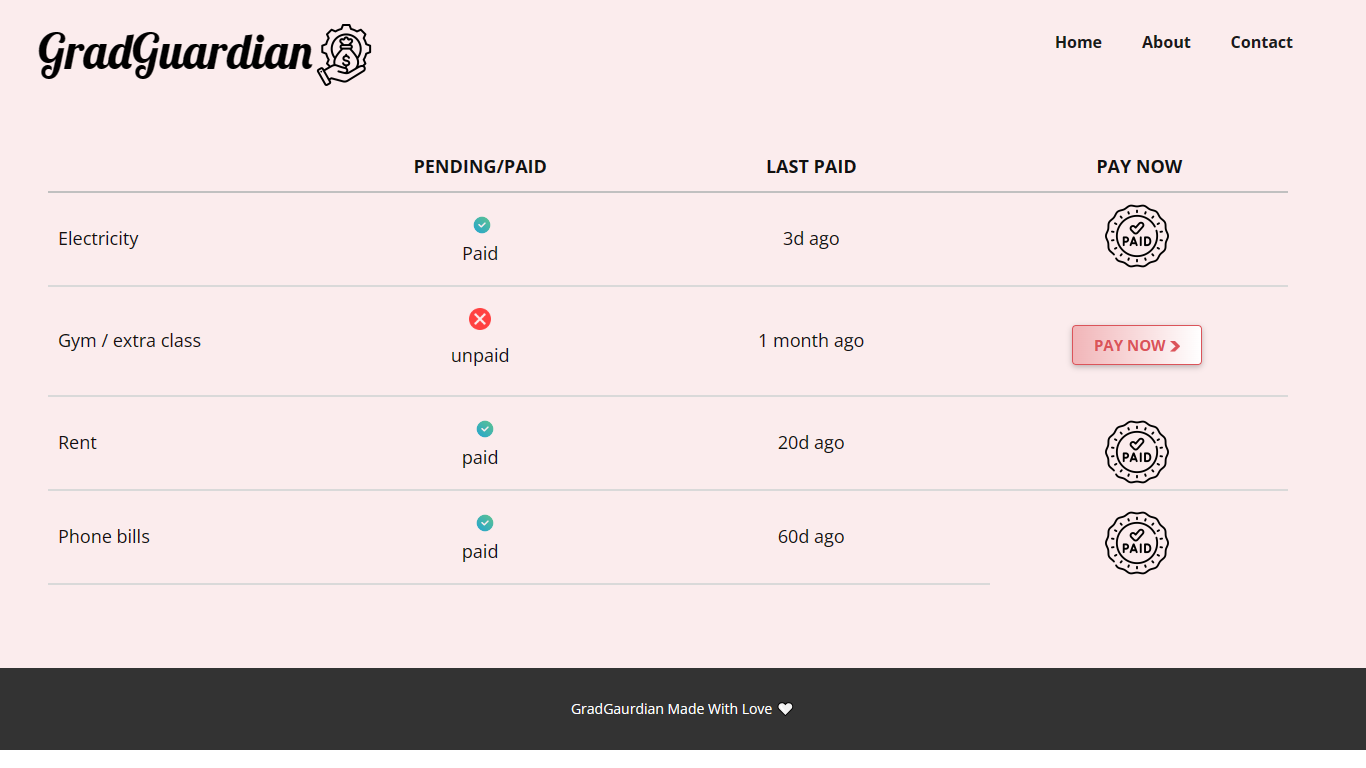 GradGuardian
Home About Contact
PENDING/PAID LAST PAID PAY NOW
Electricity Paid 3d ago PAID
Gym / extra class unpaid 1 month ago PAY NOW
Rent paid 20d ago PAID
Phone bills paid 60d ago PAID
GradGaurdian Made With Love